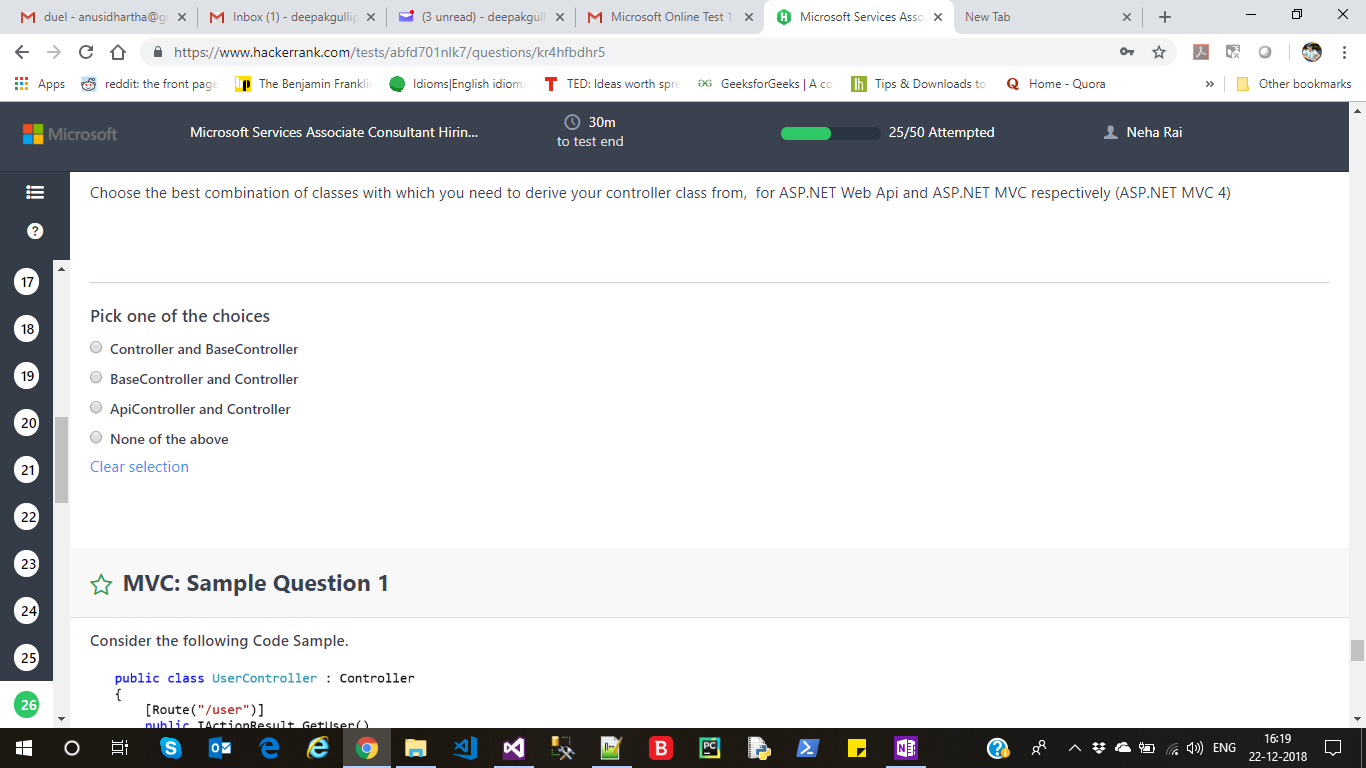 duel - anusidhartha@g
Inbox (1) - deepakgullip
(3 unread) - deepakgull
Microsoft Online Test 1
Microsoft Services Asso
New Tab
https://www.hackerrank.com/tests/abfd701nlk7/questions/kr4hfbdhr5
Apps
reddit: the front page
The Benjamin Franklin
Idioms|English idioms
TED: Ideas worth spre
GeeksforGeeks | A co
Tips & Downloads to
Home - Quora
»
Other bookmarks
Microsoft
Microsoft Services Associate Consultant Hirin...
30m
to test end
25/50 Attempted
Neha Rai
?
17
18
19
20
21
22
23
24
25
26
Choose the best combination of classes with which you need to derive your controller class from, for ASP.NET Web Api and ASP.NET MVC respectively (ASP.NET MVC 4)
Pick one of the choices
Controller and BaseController
BaseController and Controller
ApiController and Controller
None of the above
Clear selection
MVC: Sample Question 1
Consider the following Code Sample.
public class UserController : Controller
{
[Route("/user")]
public IActionResult GetUser()
ENG
16:19
22-12-2018